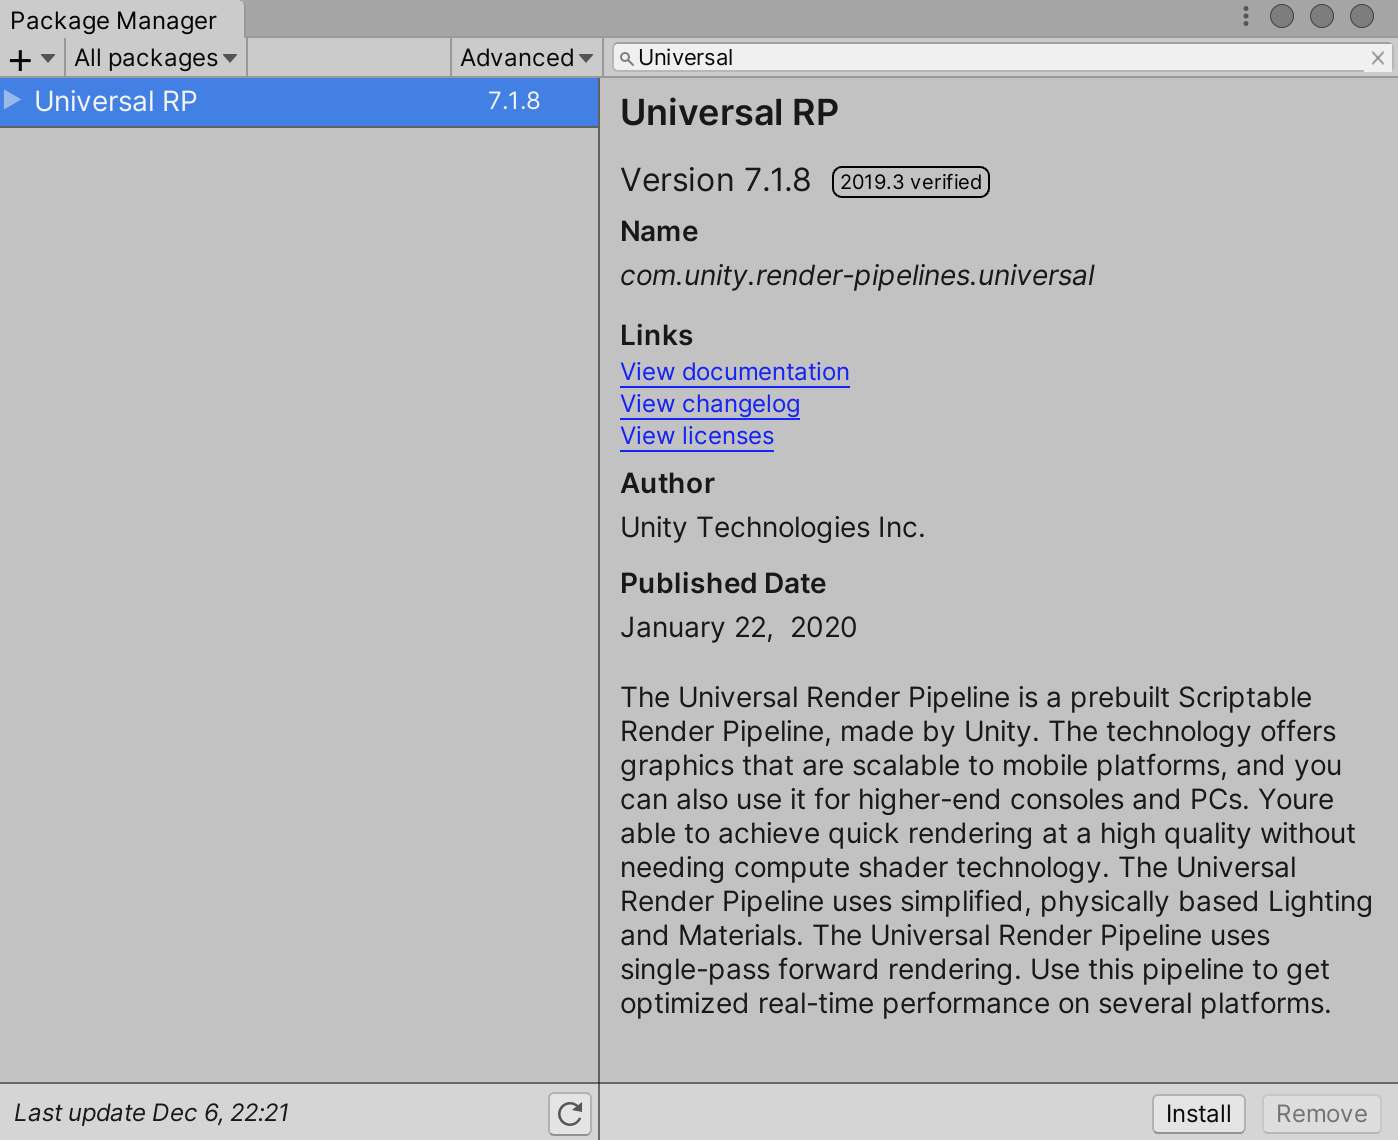 Package Manager
+ All packages Advanced Universal
Universal RP 7.1.8
Universal RP
Version 7.1.8 2019.3 verified
Name
com.unity.render-pipelines.universal
Links
View documentation
View changelog
View licenses
Author
Unity Technologies Inc.
Published Date
January 22, 2020
The Universal Render Pipeline is a prebuilt Scriptable
Render Pipeline, made by Unity. The technology offers
graphics that are scalable to mobile platforms, and you
can also use it for higher-end consoles and PCs. Youre
able to achieve quick rendering at a high quality without
needing compute shader technology. The Universal
Render Pipeline uses simplified, physically based Lighting
and Materials. The Universal Render Pipeline uses
single-pass forward rendering. Use this pipeline to get
optimized real-time performance on several platforms.
Last update Dec 6, 22:21
Install Remove